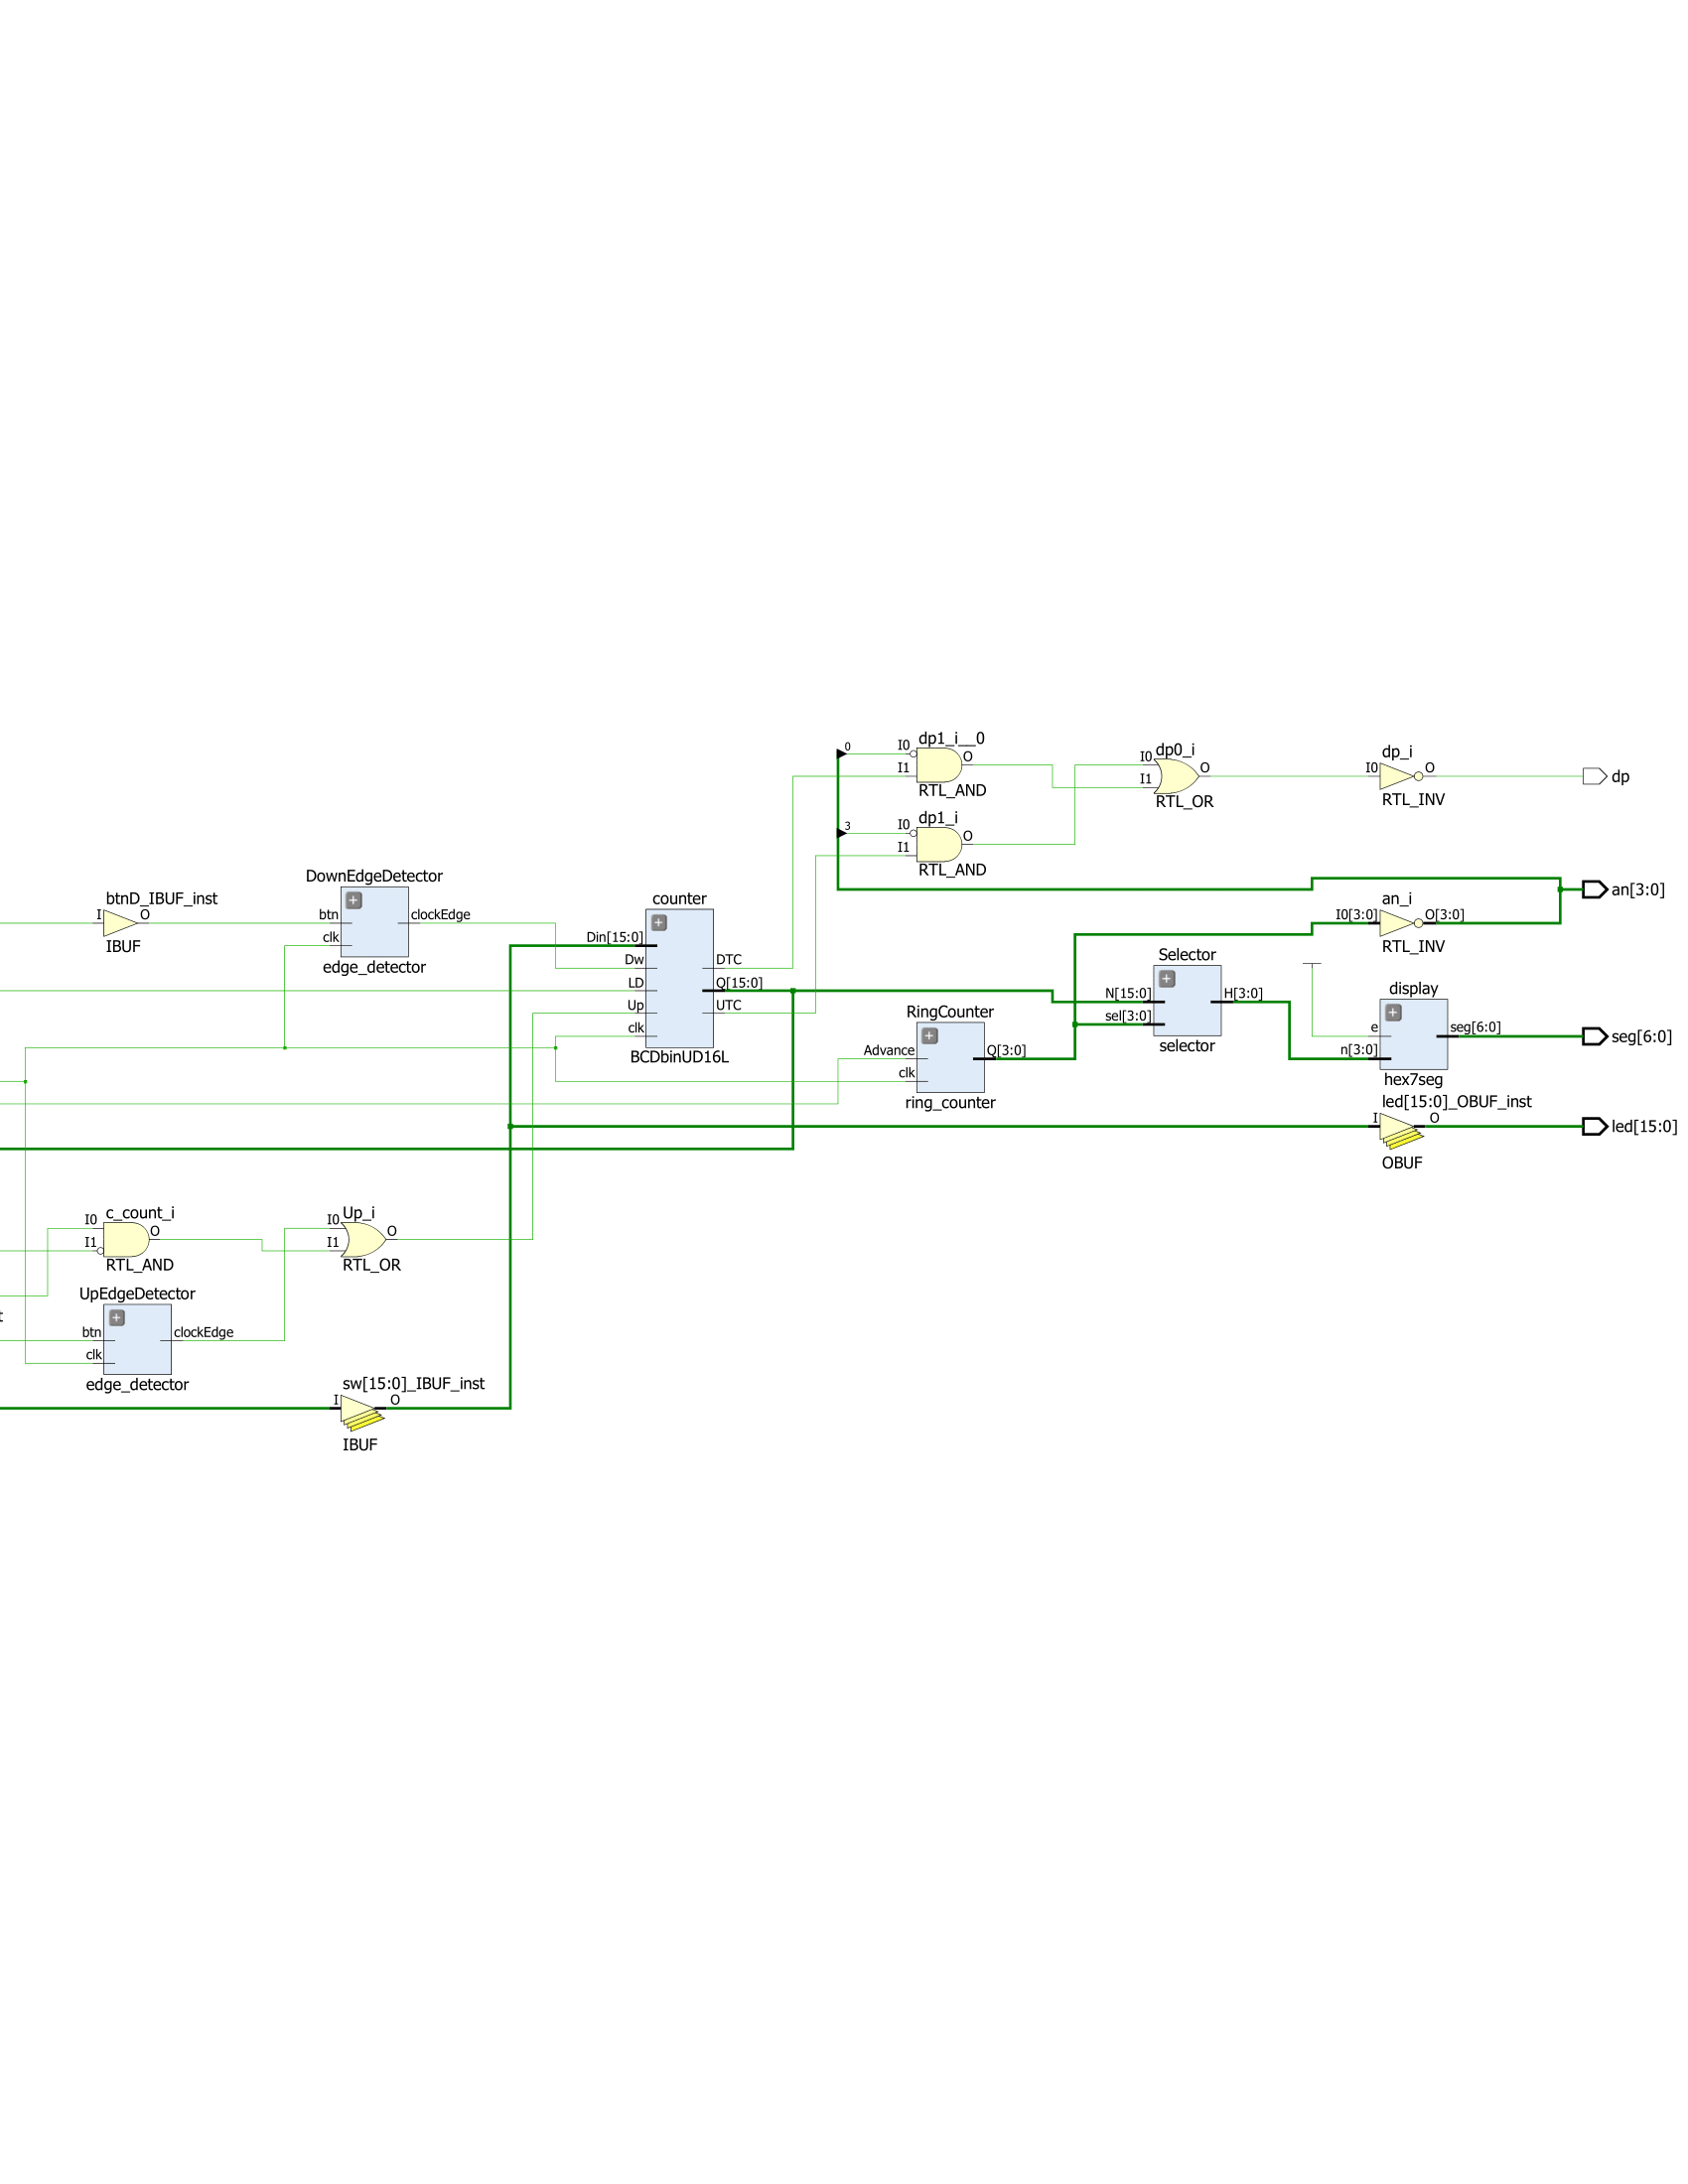 dp1_i__0
0
I0
O
I1
RTL_AND
dp0_i
I0
O
I1
RTL_OR
dp_i
I0
O
RTL_INV
dp
dp1_i
3
I0
O
I1
RTL_AND
DownEdgeDetector
btn
clockEdge
clk
edge_detector
btnD_IBUF_inst
I
O
IBUF
counter
Din[15:0]
Dw
DTC
LD
Q[15:0]
Up
UTC
clk
BCDbinUD16L
an[3:0]
an_i
I0[3:0]
O[3:0]
RTL_INV
Selector
N[15:0]
H[3:0]
sel[3:0]
selector
display
e
seg[6:0]
n[3:0]
hex7seg
seg[6:0]
RingCounter
Advance
Q[3:0]
clk
ring_counter
led[15:0]_OBUF_inst
I
O
OBUF
led[15:0]
c_count_i
I0
O
I1
RTL_AND
Up_i
I0
O
I1
RTL_OR
UpEdgeDetector
t
btn
clockEdge
clk
edge_detector
sw[15:0]_IBUF_inst
I
O
IBUF